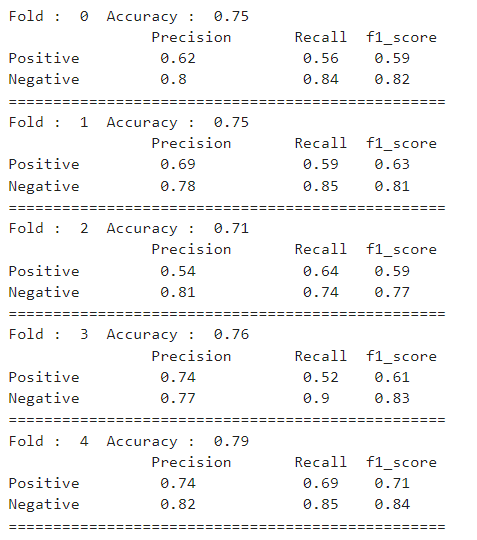 Fold :  0  Accuracy :  0.75
                Precision       Recall  f1_score
Positive         0.62            0.56    0.59
Negative         0.8             0.84    0.82
=================================================
Fold :  1  Accuracy :  0.75
                Precision       Recall  f1_score
Positive         0.69            0.59    0.63
Negative         0.78            0.85    0.81
=================================================
Fold :  2  Accuracy :  0.71
                Precision       Recall  f1_score
Positive         0.54            0.64    0.59
Negative         0.81            0.74    0.77
=================================================
Fold :  3  Accuracy :  0.76
                Precision       Recall  f1_score
Positive         0.74            0.52    0.61
Negative         0.77            0.9     0.83
=================================================
Fold :  4  Accuracy :  0.79
                Precision       Recall  f1_score
Positive         0.74            0.69    0.71
Negative         0.82            0.85    0.84
=================================================